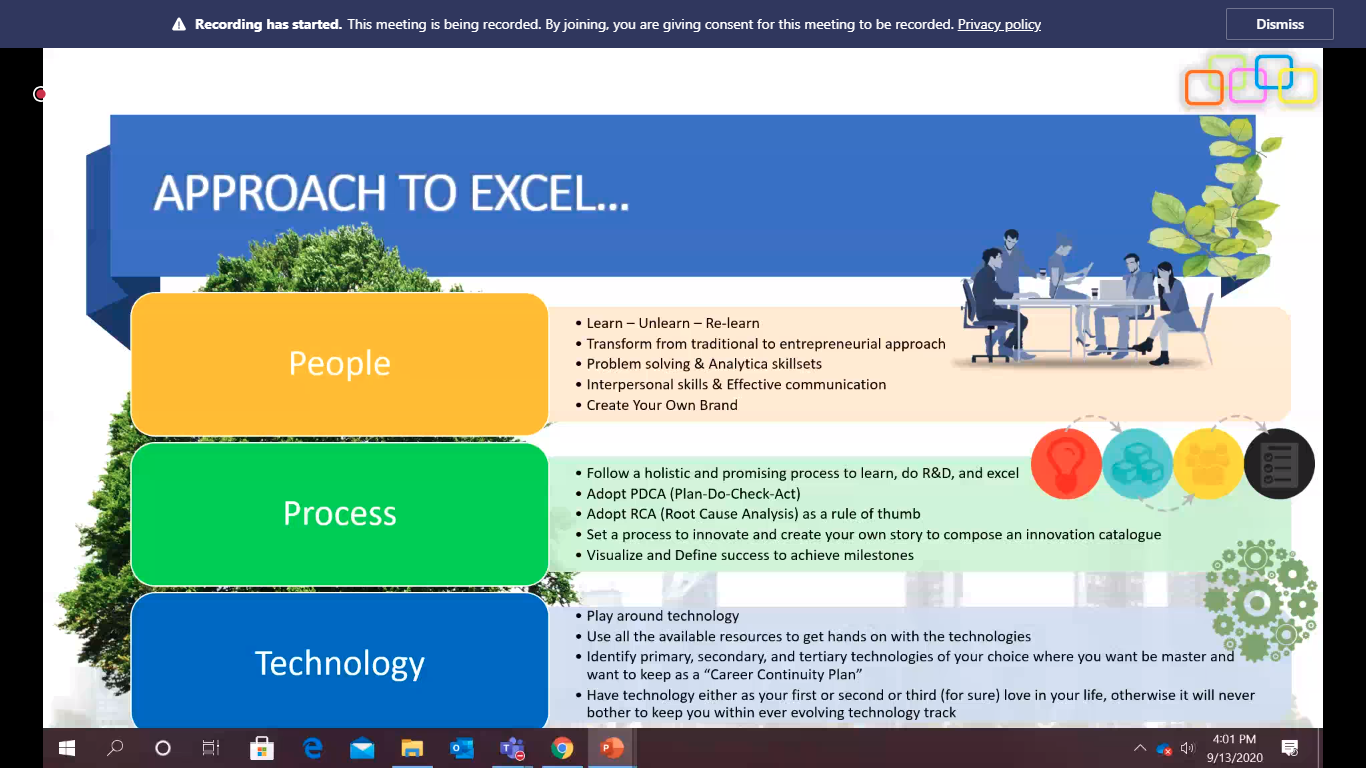 Recording has started. This meeting is being recorded. By joining, you are giving consent for this meeting to be recorded. Privacy policy
Dismiss
APPROACH TO EXCEL...
People
• Learn – Unlearn – Re-learn
• Transform from traditional to entrepreneurial approach
• Problem solving & Analytica skillsets
• Interpersonal skills & Effective communication
• Create Your Own Brand
Process
• Follow a holistic and promising process to learn, do R&D, and excel
• Adopt PDCA (Plan-Do-Check-Act)
• Adopt RCA (Root Cause Analysis) as a rule of thumb
• Set a process to innovate and create your own story to compose an innovation catalogue
• Visualize and Define success to achieve milestones
Technology
• Play around technology
• Use all the available resources to get hands on with the technologies
• Identify primary, secondary, and tertiary technologies of your choice where you want be master and
want to keep as a “Career Continuity Plan”
• Have technology either as your first or second or third (for sure) love in your life, otherwise it will never
bother to keep you within ever evolving technology track
4:01 PM
9/13/2020